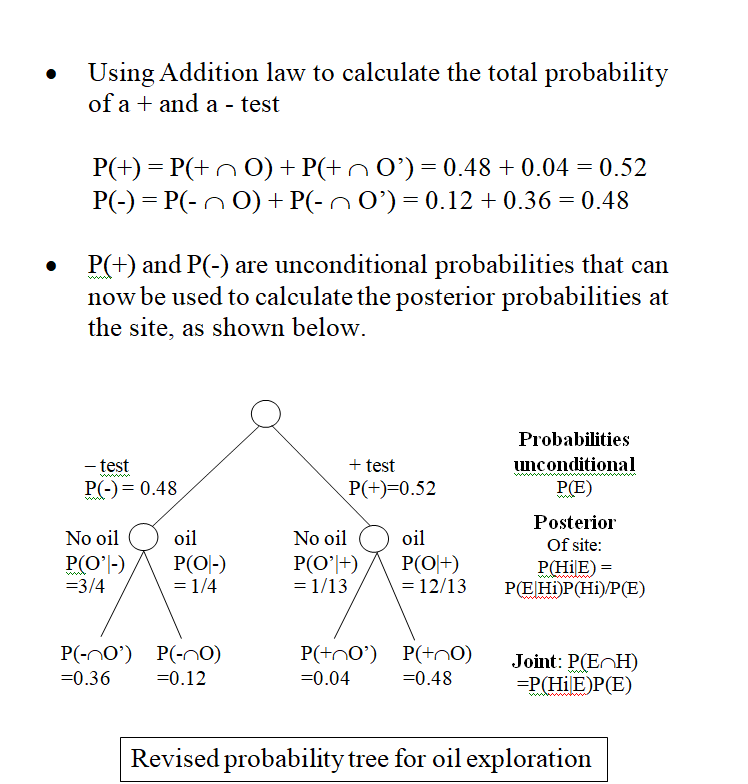 • Using Addition law to calculate the total probability
of a + and a - test
P(+) = P(+ ∩ O) + P(+ ∩ O’) = 0.48 + 0.04 = 0.52
P(-) = P(- ∩ O) + P(- ∩ O’) = 0.12 + 0.36 = 0.48
• P(+) and P(-) are unconditional probabilities that can
now be used to calculate the posterior probabilities at
the site, as shown below.
– test
P(-) = 0.48
+ test
P(+)=0.52
Probabilities
unconditional
P(E)
No oil
P(O’|-)
=3/4
oil
P(O|-)
= 1/4
No oil
P(O’|+)
= 1/13
oil
P(O|+)
= 12/13
Posterior
Of site:
P(Hi|E) =
P(E|Hi)P(Hi)/P(E)
P(-∩O’)
=0.36
P(-∩O)
=0.12
P(+∩O’)
=0.04
P(+∩O)
=0.48
Joint: P(E∩H)
=P(Hi|E)P(E)
Revised probability tree for oil exploration